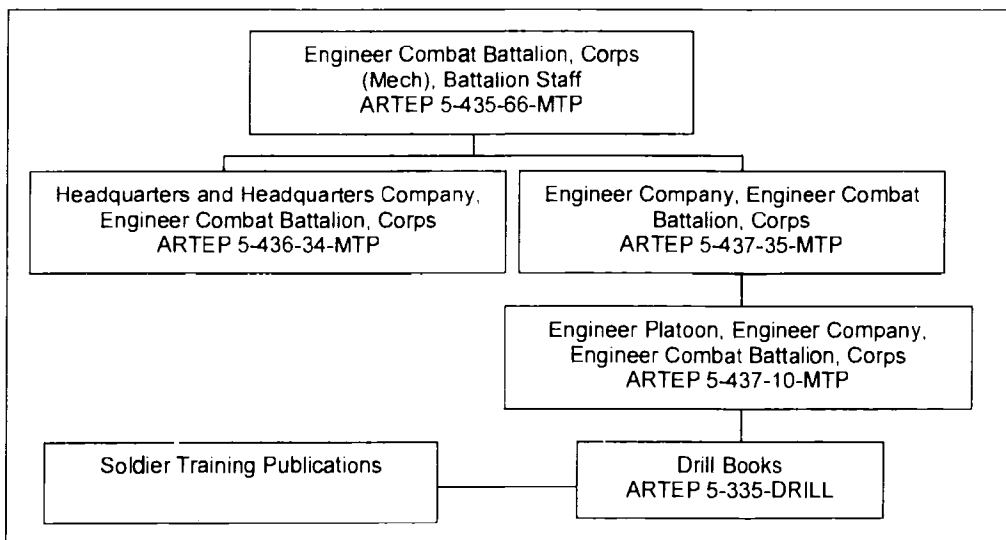 Engineer Combat Battalion, Corps
(Mech), Battalion Staff
ARTEP 5-435-66-MTP
Headquarters and Headquarters Company,
Engineer Combat Battalion, Corps
ARTEP 5-436-34-MTP
Engineer Company, Engineer Combat
Battalion, Corps
ARTEP 5-437-35-MTP
Engineer Platoon, Engineer Company,
Engineer Combat Battalion, Corps
ARTEP 5-437-10-MTP
Soldier Training Publications
Drill Books
ARTEP 5-335-DRILL